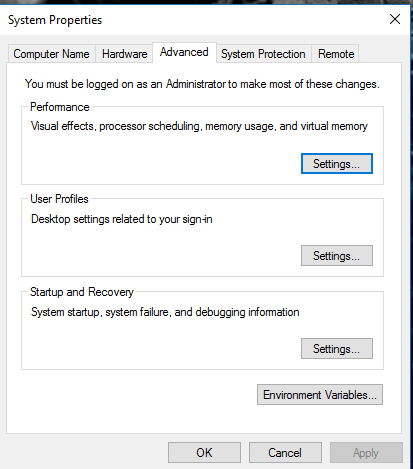 System Properties
Computer Name Hardware Advanced System Protection Remote
You must be logged on as an Administrator to make most of these changes.
Performance
Visual effects, processor scheduling, memory usage, and virtual memory
Settings...
User Profiles
Desktop settings related to your sign-in
Settings...
Startup and Recovery
System startup, system failure, and debugging information
Settings...
Environment Variables...
OK Cancel Apply